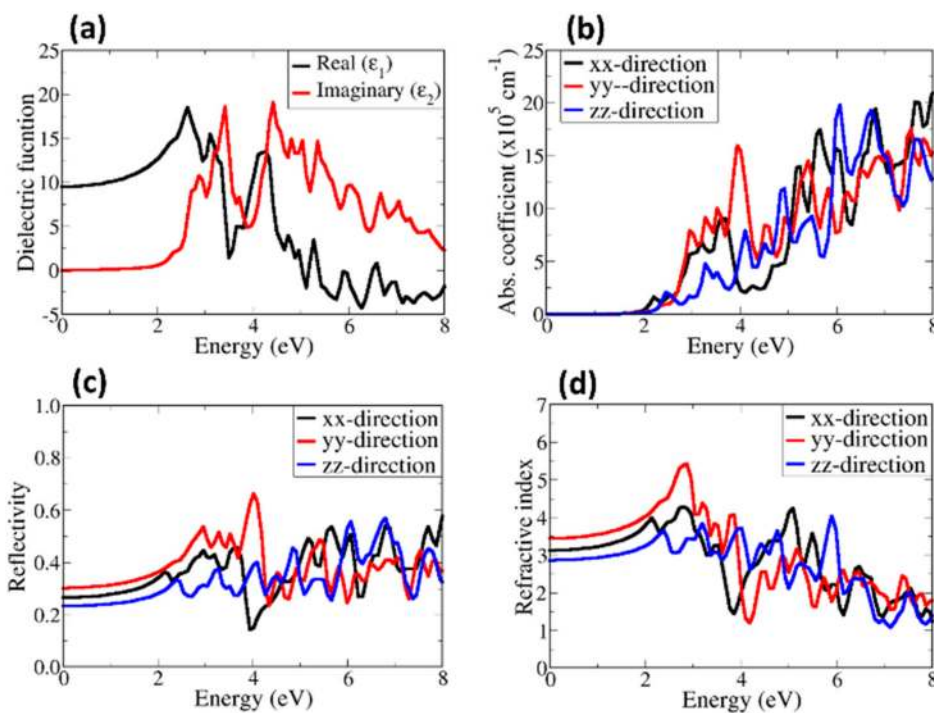 (a)
25
20
15
10
5
0
-5
Dielectric fucntion
Real (ε₁)
Imaginary (ε₂)
0 2 4 6 8
Energy (eV)
(b)
25
20
15
10
5
0
Abs. coefficient (x10⁵ cm⁻¹)
xx-direction
yy--direction
zz-direction
0 2 4 6 8
Enery (eV)
(c)
1.0
0.8
0.6
0.4
0.2
0.0
Reflectivity
xx-direction
yy-direction
zz-direction
0 2 4 6 8
Energy (eV)
(d)
7
6
5
4
3
2
1
0
Refractive index
xx-direction
yy-direction
zz-direction
0 2 4 6 8
Energy (eV)